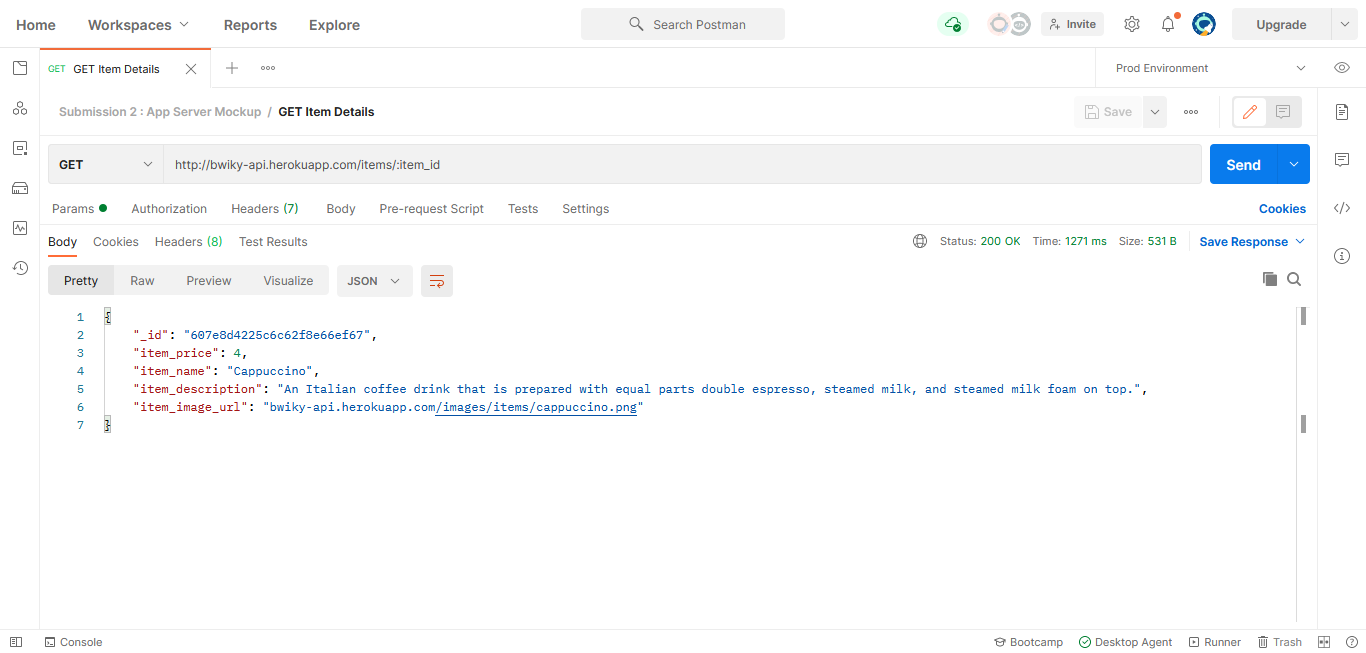 Home Workspaces Reports Explore Search Postman Invite Upgrade
GET GET Item Details Prod Environment
Submission 2 : App Server Mockup / GET Item Details Save
GET http://bwiky-api.herokuapp.com/items/:item_id Send
Params Authorization Headers (7) Body Pre-request Script Tests Settings Cookies
Body Cookies Headers (8) Test Results Status: 200 OK Time: 1271 ms Size: 531 B Save Response
Pretty Raw Preview Visualize JSON
1 {
2 "_id": "607e8d4225c6c62f8e66ef67",
3 "item_price": 4,
4 "item_name": "Cappuccino",
5 "item_description": "An Italian coffee drink that is prepared with equal parts double espresso, steamed milk, and steamed milk foam on top.",
6 "item_image_url": "bwiky-api.herokuapp.com/images/items/cappuccino.png"
7 }
Console Bootcamp Desktop Agent Runner Trash